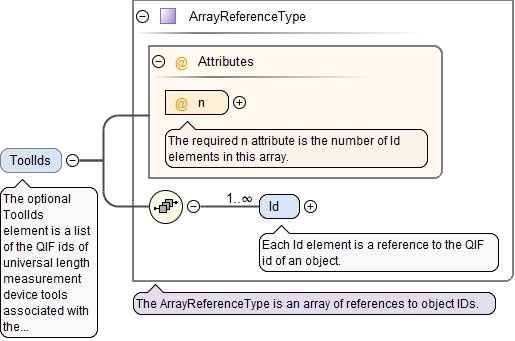 ArrayReferenceType
@ Attributes
@ n
The required n attribute is the number of Id
elements in this array.
ToolIds
The optional
ToolIds
element is a list
of the QIF ids of
universal length
measurement
device tools
associated with
the...
1..∞
Id
Each Id element is a reference to the QIF
id of an object.
The ArrayReferenceType is an array of references to object IDs.